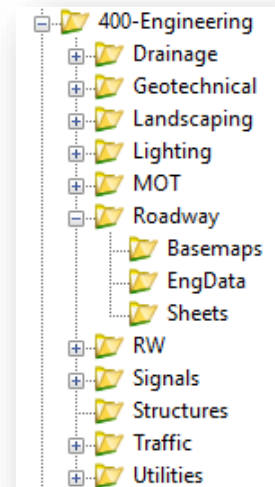 400-Engineering
Drainage
Geotechnical
Landscaping
Lighting
MOT
Roadway
Basemaps
EngData
Sheets
RW
Signals
Structures
Traffic
Utilities